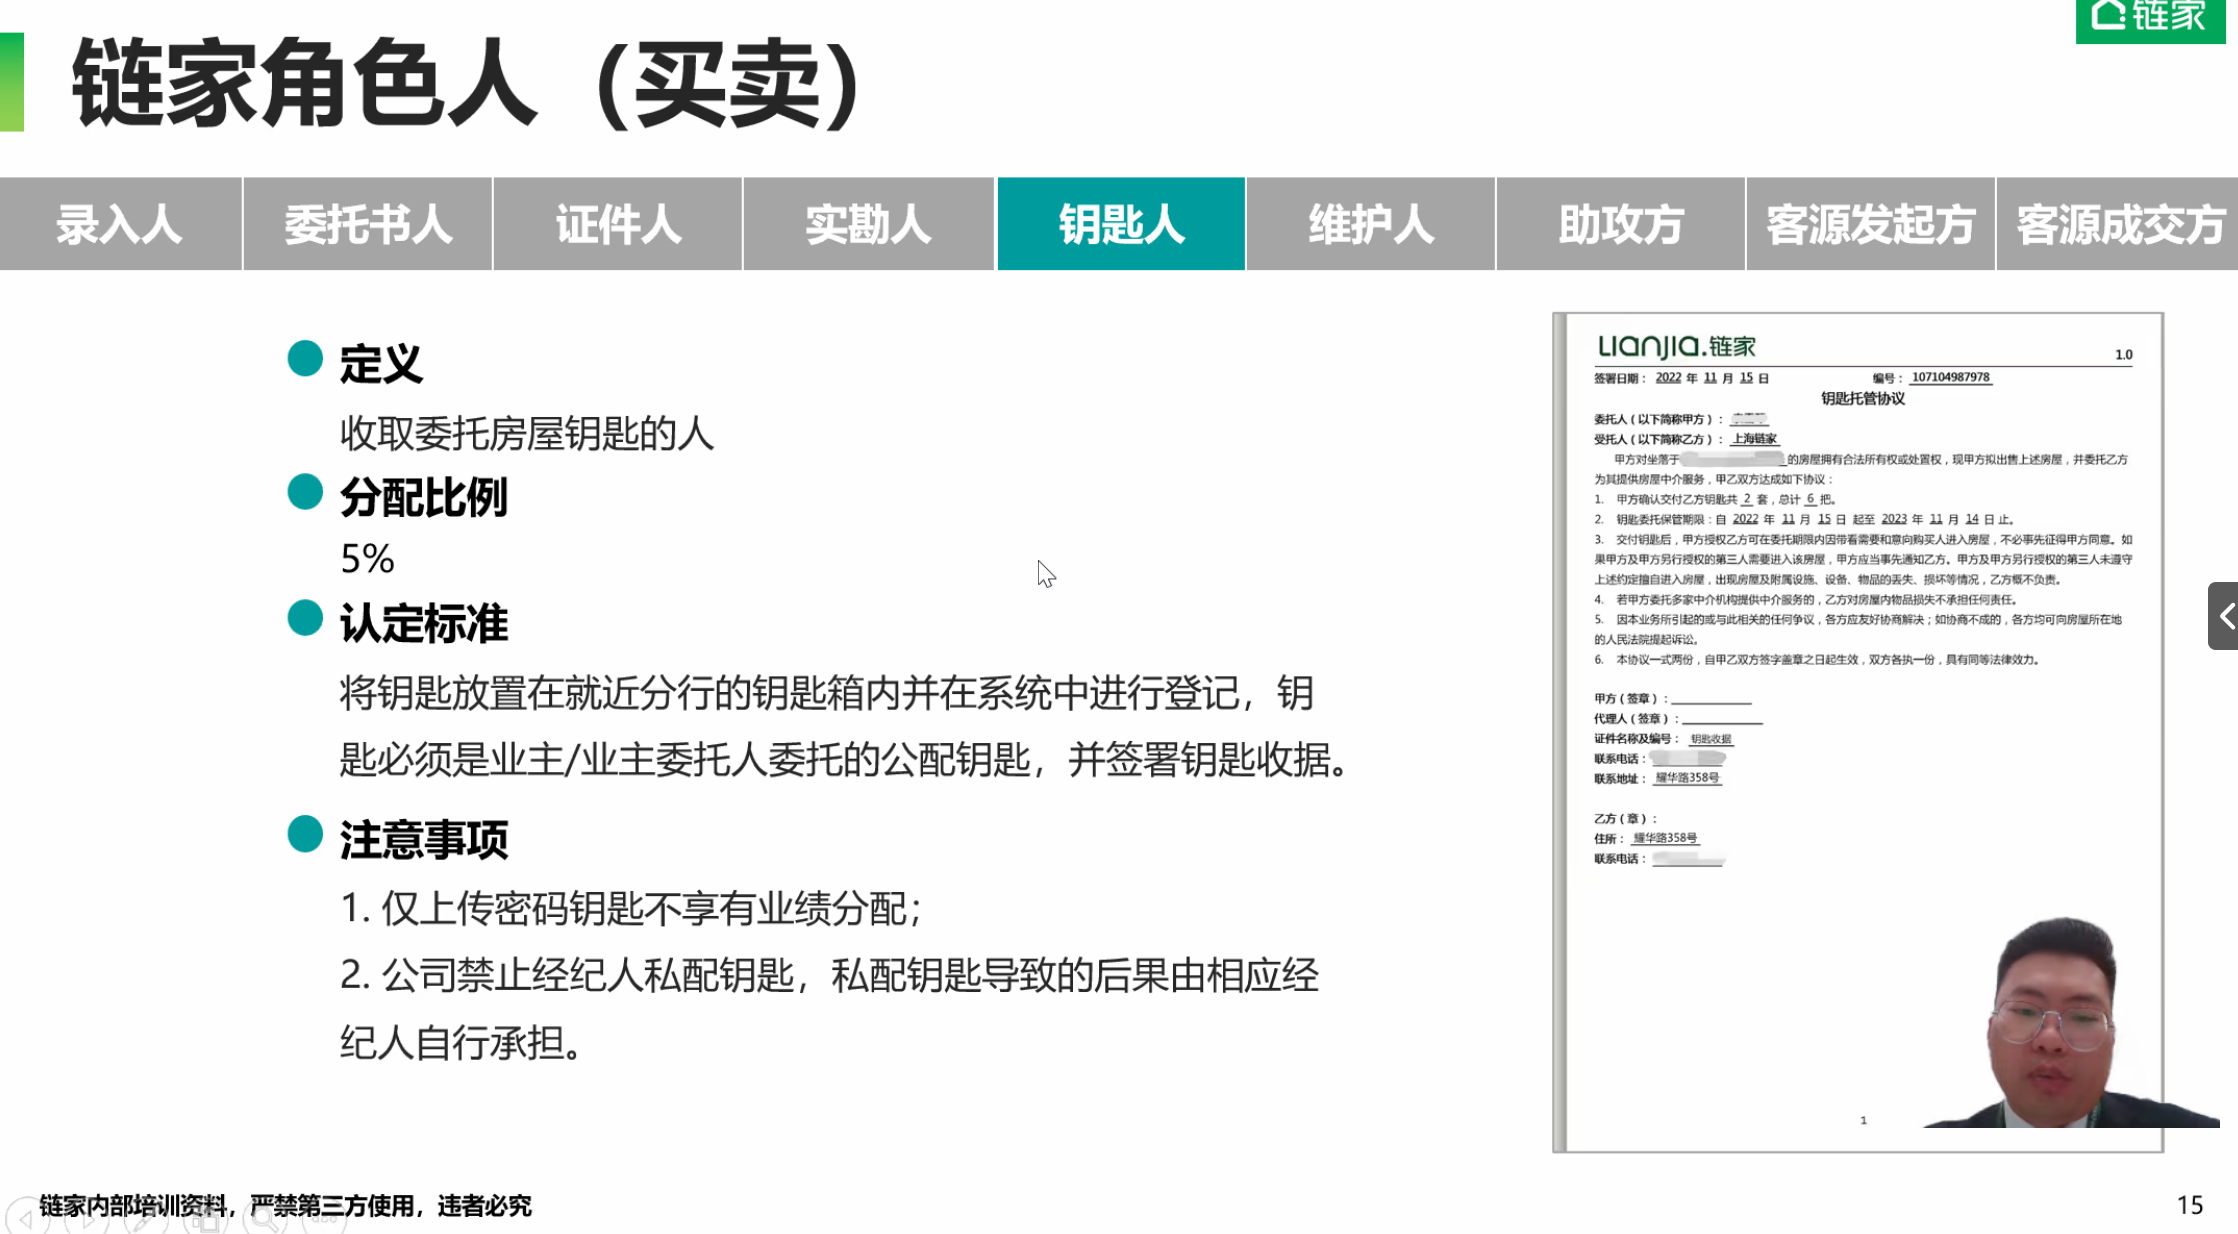 链家
链家角色人（买卖）
录入人 委托书人 证件人 实勘人 钥匙人 维护人 助攻方 客源发起方 客源成交方
定义
收取委托房屋钥匙的人
分配比例
5%
认定标准
将钥匙放置在就近分行的钥匙箱内并在系统中进行登记，钥
匙必须是业主/业主委托人委托的公配钥匙，并签署钥匙收据。
注意事项
1. 仅上传密码钥匙不享有业绩分配；
2. 公司禁止经纪人私配钥匙，私配钥匙导致的后果由相应经
纪人自行承担。
LIANJIA.链家
1.0
签署日期： 2022 年 11 月 15 日 编号： 107104987978
钥匙托管协议
委托人（以下简称甲方）：
受托人（以下简称乙方）： 上海链家
甲方对坐落于 的房屋拥有合法所有权或处置权，现甲方拟出售上述房屋，并委托乙方
为其提供房屋中介服务，甲乙双方达成如下协议：
1. 甲方确认交付乙方钥匙共 2 套，总计 6 把。
2. 钥匙委托保管期限：自 2022 年 11 月 15 日 起至 2023 年 11 月 14 日 止。
3. 交付钥匙后，甲方授权乙方可在委托期限内因带看需要和意向购买人进入房屋，不必事先征得甲方同意。如
果甲方及甲方另行授权的第三人需要进入该房屋，甲方应当事先通知乙方。甲方及甲方另行授权的第三人未遵守
上述约定擅自进入房屋，出现房屋及附属设施、设备、物品的丢失、损坏等情况，乙方概不负责。
4. 若甲方委托多家中介机构提供中介服务的，乙方对房屋内物品损失不承担任何责任。
5. 因本业务所引起的或与此相关的任何争议，各方应友好协商解决；如协商不成的，各方均可向房屋所在地
的人民法院提起诉讼。
6. 本协议一式两份，自甲乙双方签字盖章之日起生效，双方各执一份，具有同等法律效力。
甲方（签章）：
代理人（签章）：
证件名称及编号： 钥匙收据
联系电话：
联系地址： 耀华路358号
乙方（章）：
住所： 耀华路358号
联系电话：
1
链家内部培训资料，严禁第三方使用，违者必究
15